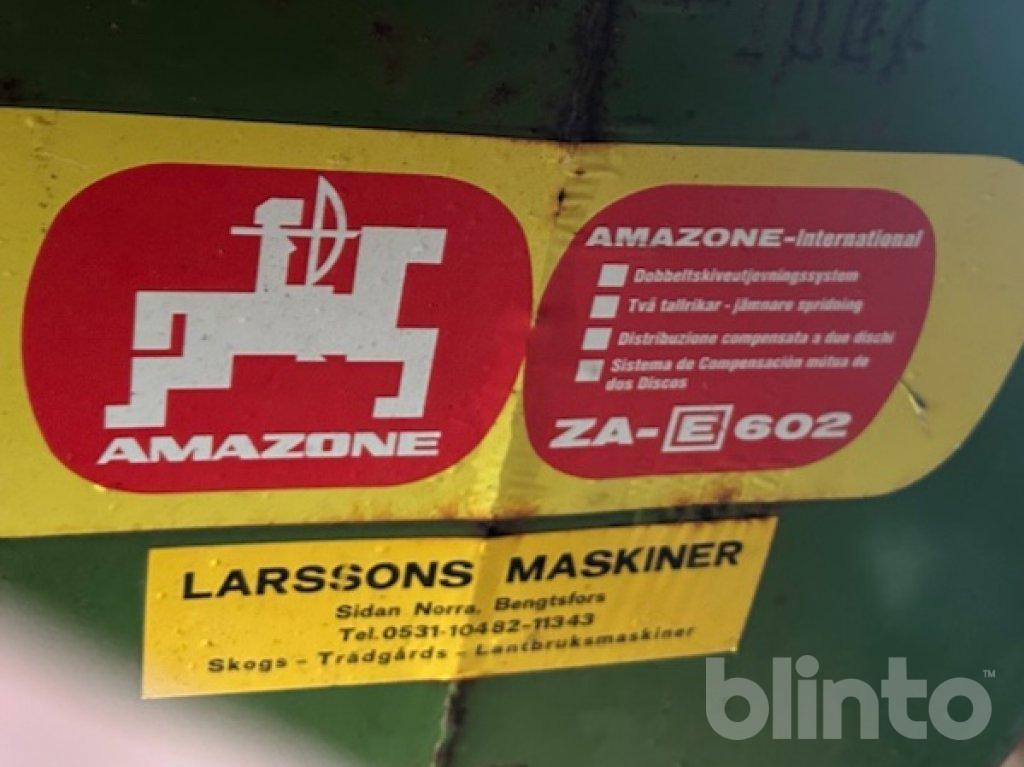 AMAZONE
AMAZONE-International
Dobbeltskiveutjevningssystem
Två tallrikar - jämnare spridning
Distribuzione compensata a due dischi
Sistema de Compensación mútua de
dos Discos
ZA-E 602
LARSSONS MASKINER
Sidan Norra, Bengtsfors
Tel. 0531-10482-11343
Skogs - Trädgårds - Lantbruksmaskiner
blinto™